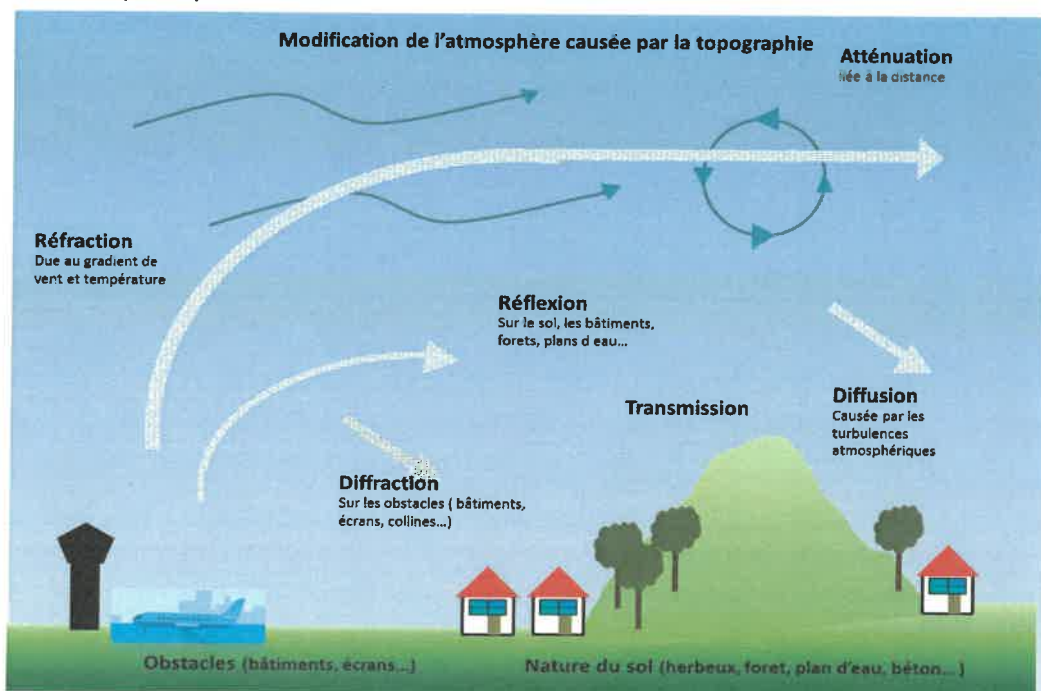 Modification de l'atmosphère causée par la topographie
Atténuation
liée à la distance
Réfraction
Due au gradient de
vent et température
Réflexion
Sur le sol, les bâtiments,
forets, plans d eau...
Transmission
Diffusion
Causée par les
turbulences
atmosphériques
Diffraction
Sur les obstacles ( bâtiments,
écrans, collines...)
Obstacles (bâtiments, écrans...)
Nature du sol (herbeux, foret, plan d'eau, béton... )